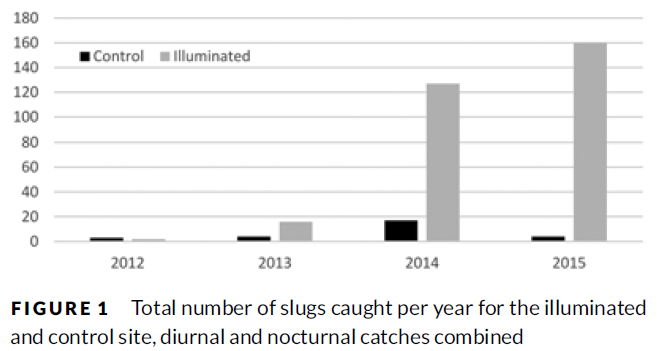 180
160
140
120
100
80
60
40
20
0
Control Illuminated
2012 2013 2014 2015
FIGURE 1 Total number of slugs caught per year for the illuminated
and control site, diurnal and nocturnal catches combined